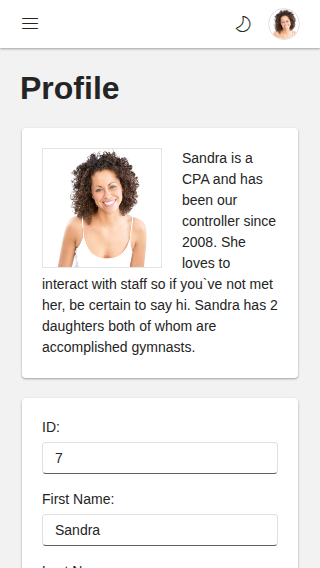 Profile
Sandra is a
CPA and has
been our
controller since
2008. She
loves to
interact with staff so if you`ve not met
her, be certain to say hi. Sandra has 2
daughters both of whom are
accomplished gymnasts.
ID:
7
First Name:
Sandra